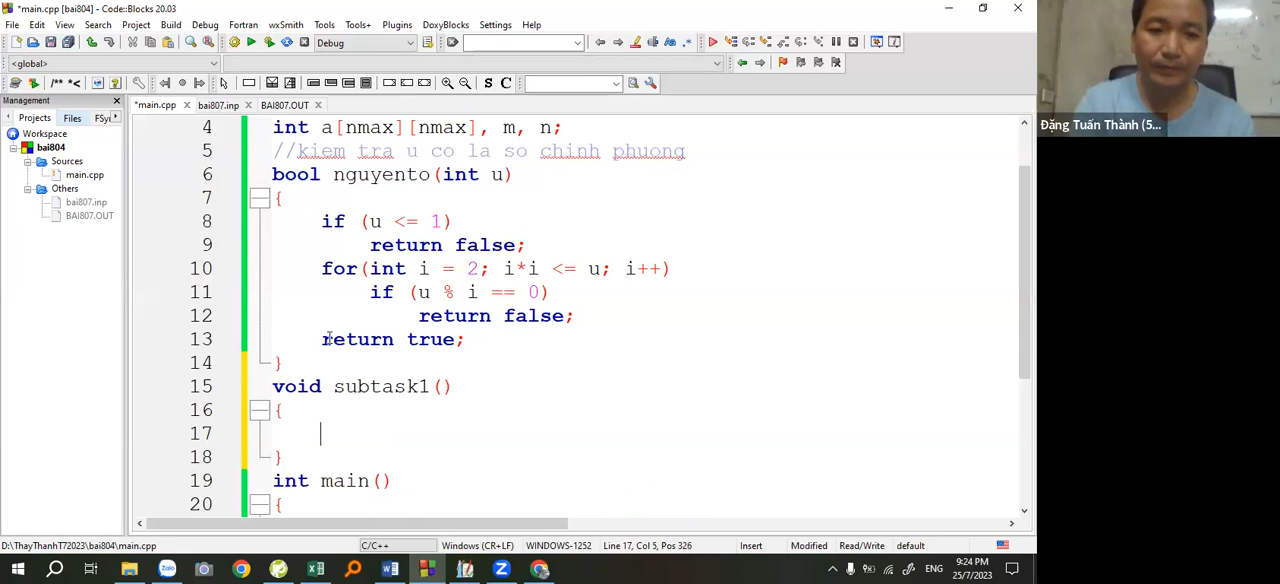 *main.cpp [bai804] - Code::Blocks 20.03
File Edit View Search Project Build Debug Fortran wxSmith Tools Tools+ Plugins DoxyBlocks Settings Help
Debug
<global>
/** *<
S C
Management
Projects Files FSy
*main.cpp bai807.inp BAI807.OUT
Workspace
bai804
Sources
main.cpp
Others
bai807.inp
BAI807.OUT
4 int a[nmax][nmax], m, n;
5 //kiem tra u co la so chinh phuong
6 bool nguyento(int u)
7 {
8 if (u <= 1)
9 return false;
10 for(int i = 2; i*i <= u; i++)
11 if (u % i == 0)
12 return false;
13 return true;
14 }
15 void subtask1()
16 {
17
18 }
19 int main()
20 {
D:\ThayThanhT72023\bai804\main.cpp C/C++ Windows (CR+LF) WINDOWS-1252 Line 17, Col 5, Pos 326 Insert Modified Read/Write default
Zalo
ENG
9:24 PM
25/7/2023
Đặng Tuấn Thành (5...